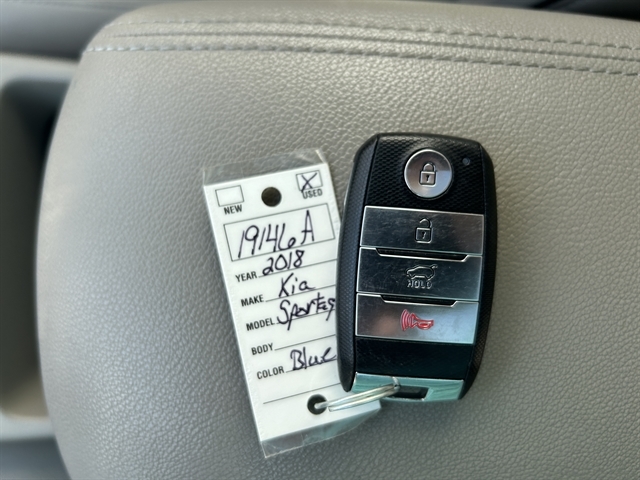 NEW
X USED
19146A
YEAR 2018
MAKE Kia
MODEL Sportag
BODY
COLOR Blue
HOLD